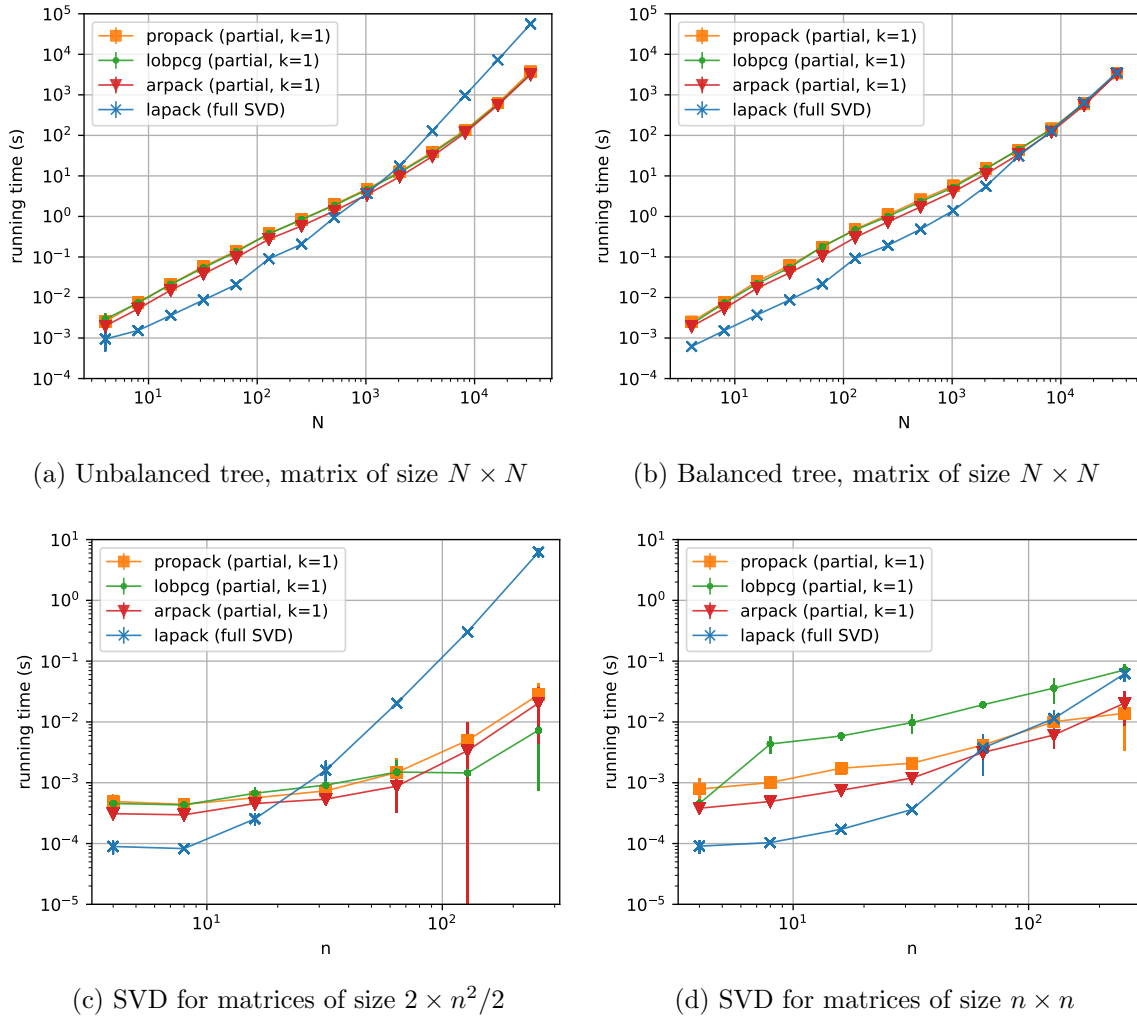 10^5
10^4
10^3
10^2
10^1
10^0
10^−1
10^−2
10^−3
10^−4
running time (s)
propack (partial, k=1)
lobpcg (partial, k=1)
arpack (partial, k=1)
lapack (full SVD)
10^1 10^2 10^3 10^4
N
(a) Unbalanced tree, matrix of size N × N
10^5
10^4
10^3
10^2
10^1
10^0
10^−1
10^−2
10^−3
10^−4
running time (s)
propack (partial, k=1)
lobpcg (partial, k=1)
arpack (partial, k=1)
lapack (full SVD)
10^1 10^2 10^3 10^4
N
(b) Balanced tree, matrix of size N × N
10^1
10^0
10^−1
10^−2
10^−3
10^−4
10^−5
running time (s)
propack (partial, k=1)
lobpcg (partial, k=1)
arpack (partial, k=1)
lapack (full SVD)
10^1 10^2
n
(c) SVD for matrices of size 2 × n^2/2
10^1
10^0
10^−1
10^−2
10^−3
10^−4
10^−5
running time (s)
propack (partial, k=1)
lobpcg (partial, k=1)
arpack (partial, k=1)
lapack (full SVD)
10^1 10^2
n
(d) SVD for matrices of size n × n